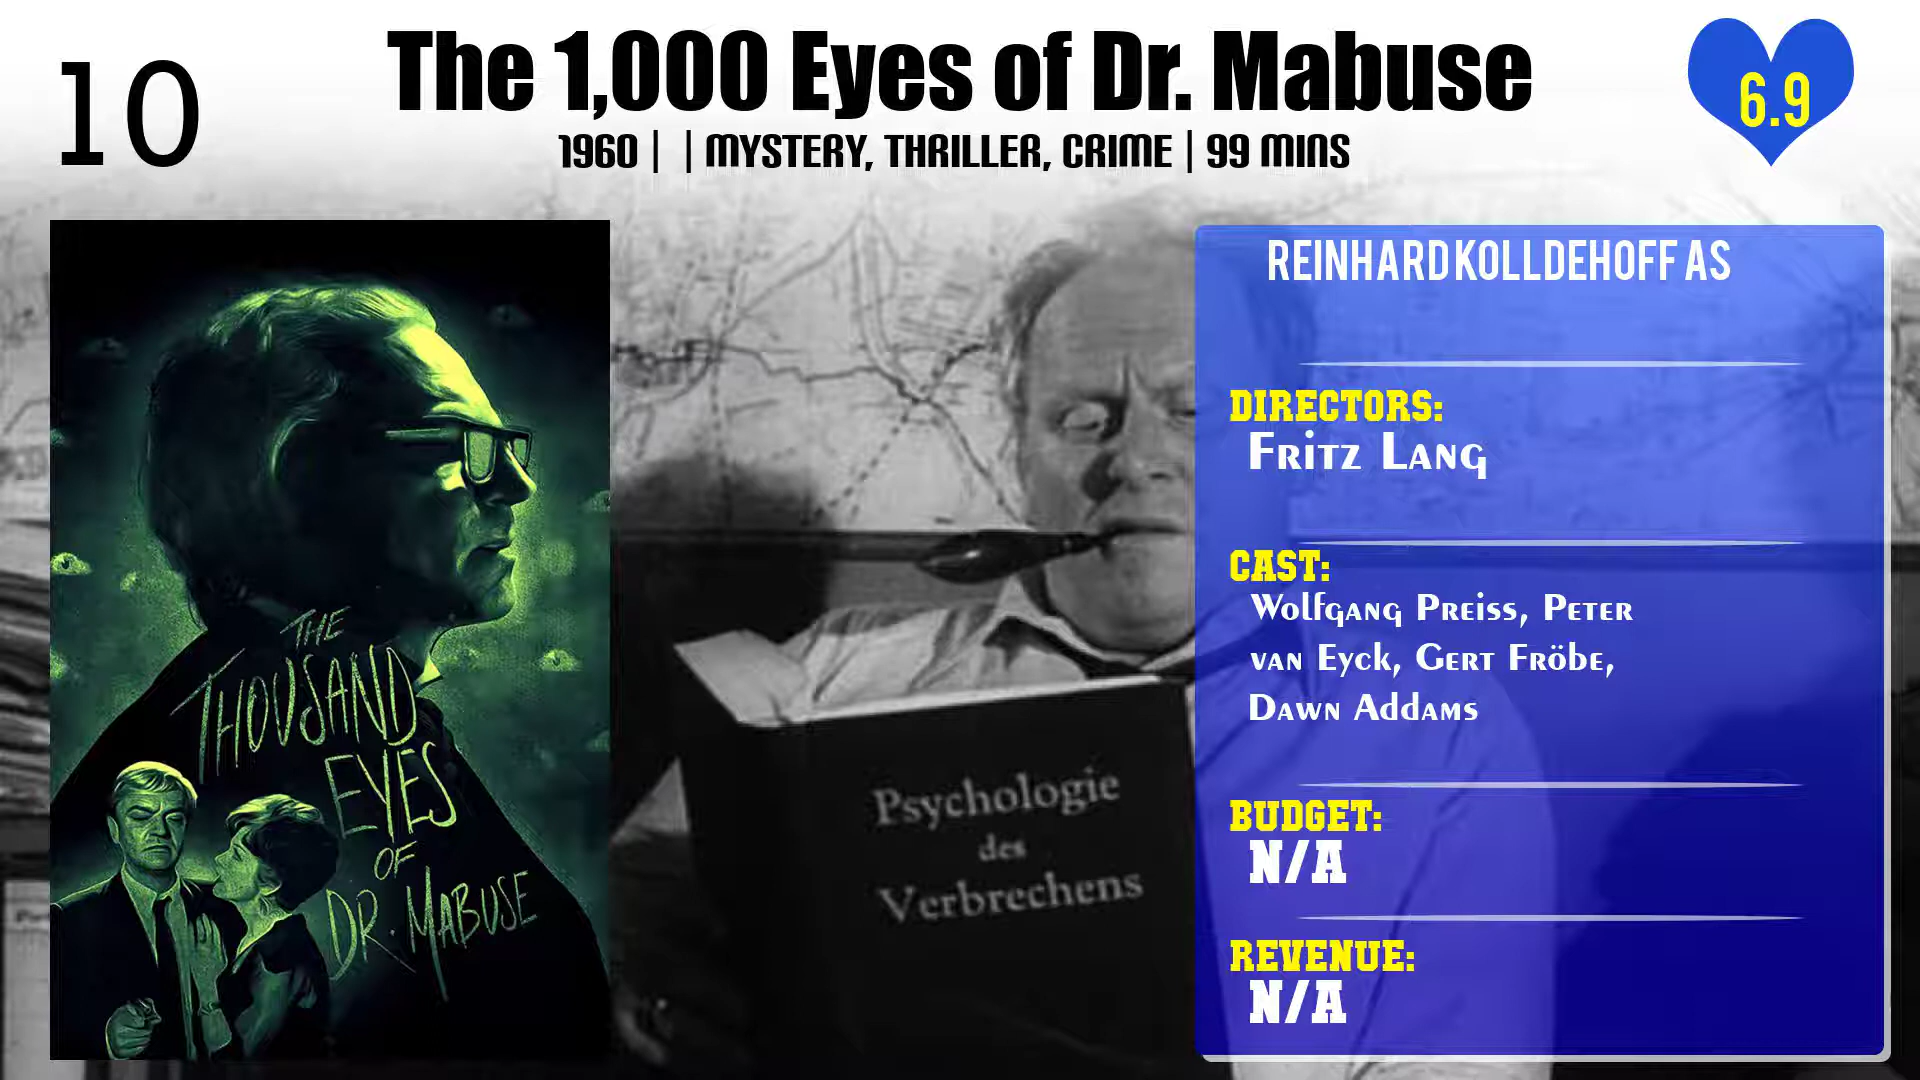 10
The 1,000 Eyes of Dr. Mabuse
1960 | | MYSTERY, THRILLER, CRIME | 99 MINS
6.9
THE
THOUSAND
EYES
OF
DR. MABUSE
Psychologie
des
Verbrechens
REINHARD KOLLDEHOFF AS
DIRECTORS:
Fritz Lang
CAST:
Wolfgang Preiss, Peter
van Eyck, Gert Fröbe,
Dawn Addams
BUDGET:
N/A
REVENUE:
N/A